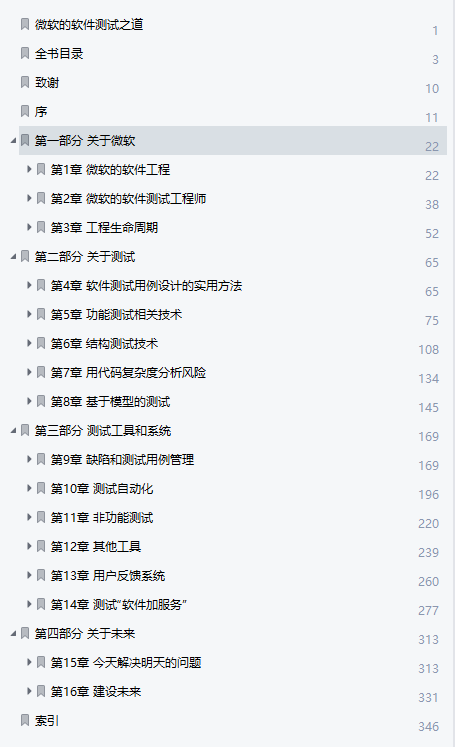 微软的软件测试之道 1
全书目录 3
致谢 10
序 11
第一部分 关于微软 22
第1章 微软的软件工程 22
第2章 微软的软件测试工程师 38
第3章 工程生命周期 52
第二部分 关于测试 65
第4章 软件测试用例设计的实用方法 65
第5章 功能测试相关技术 75
第6章 结构测试技术 108
第7章 用代码复杂度分析风险 134
第8章 基于模型的测试 145
第三部分 测试工具和系统 169
第9章 缺陷和测试用例管理 169
第10章 测试自动化 196
第11章 非功能测试 220
第12章 其他工具 239
第13章 用户反馈系统 260
第14章 测试“软件加服务” 277
第四部分 关于未来 313
第15章 今天解决明天的问题 313
第16章 建设未来 331
索引 346